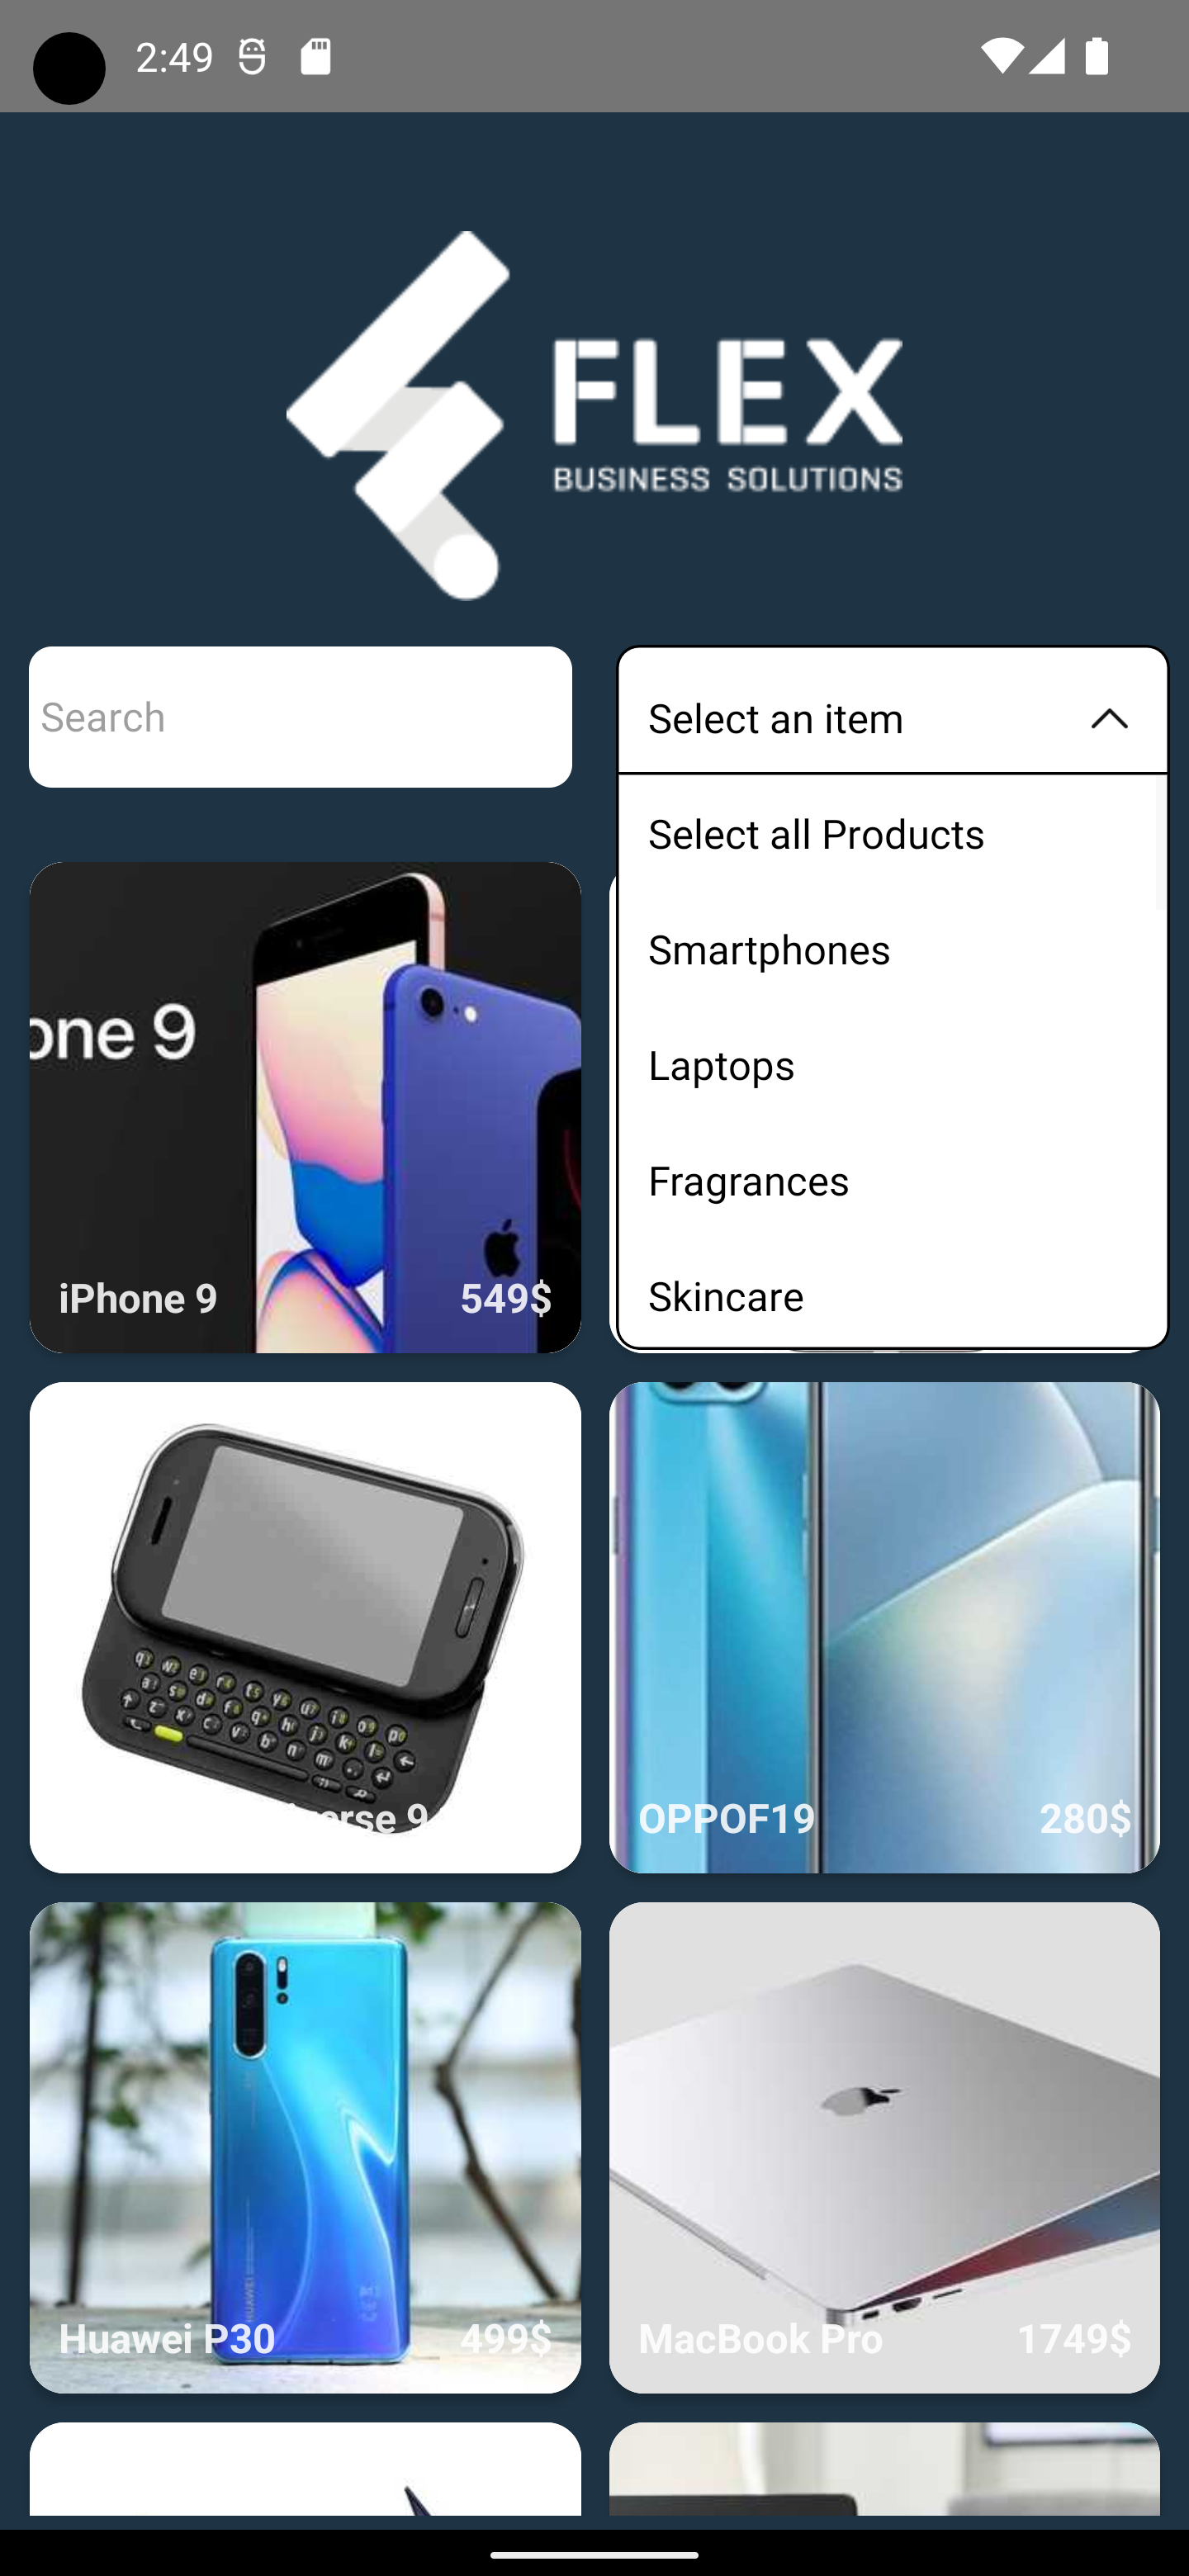 2:49
FLEX
BUSINESS SOLUTIONS
Search
Select an item
Select all Products
Smartphones
Laptops
Fragrances
Skincare
one 9
iPhone 9
549$
erse 9
OPPOF19
280$
Huawei P30
499$
MacBook Pro
1749$